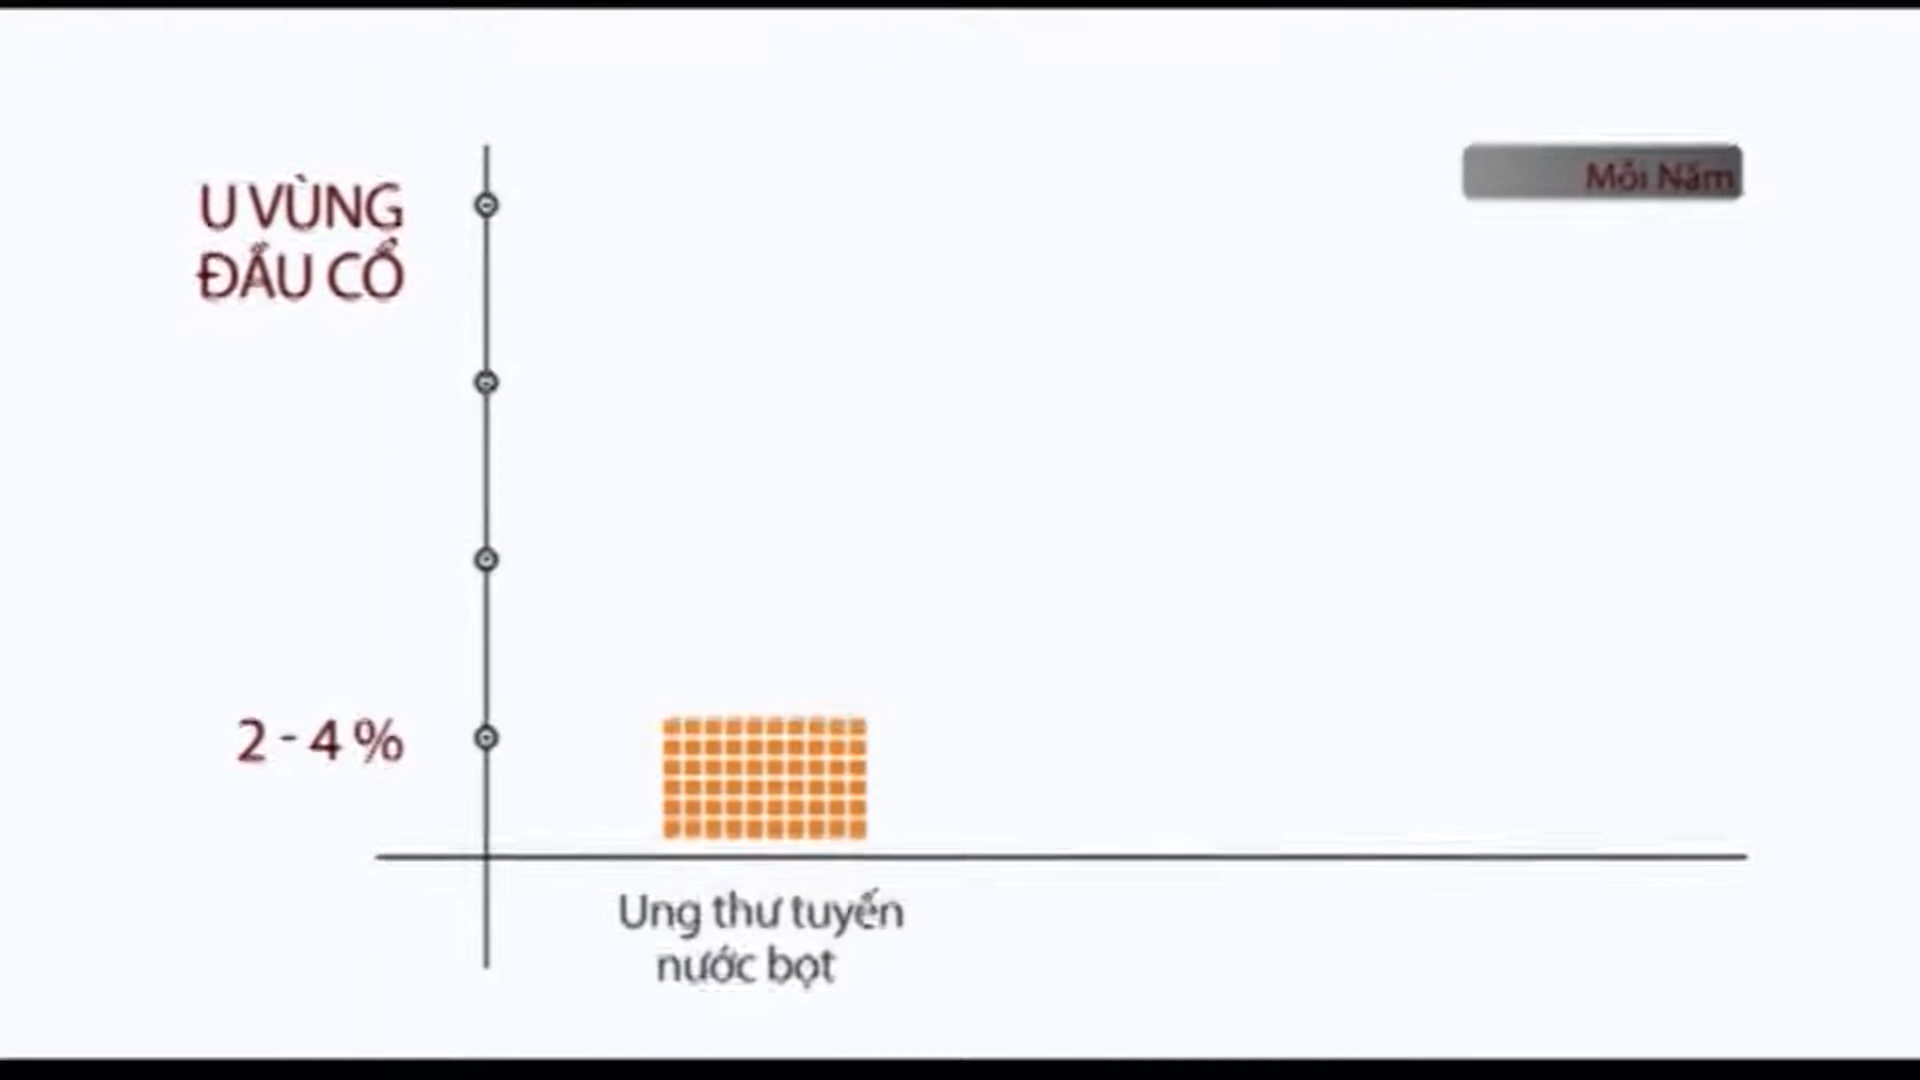 U VÙNG
ĐẦU CỔ
Mỗi Năm
2 - 4 %
Ung thư tuyến
nước bọt